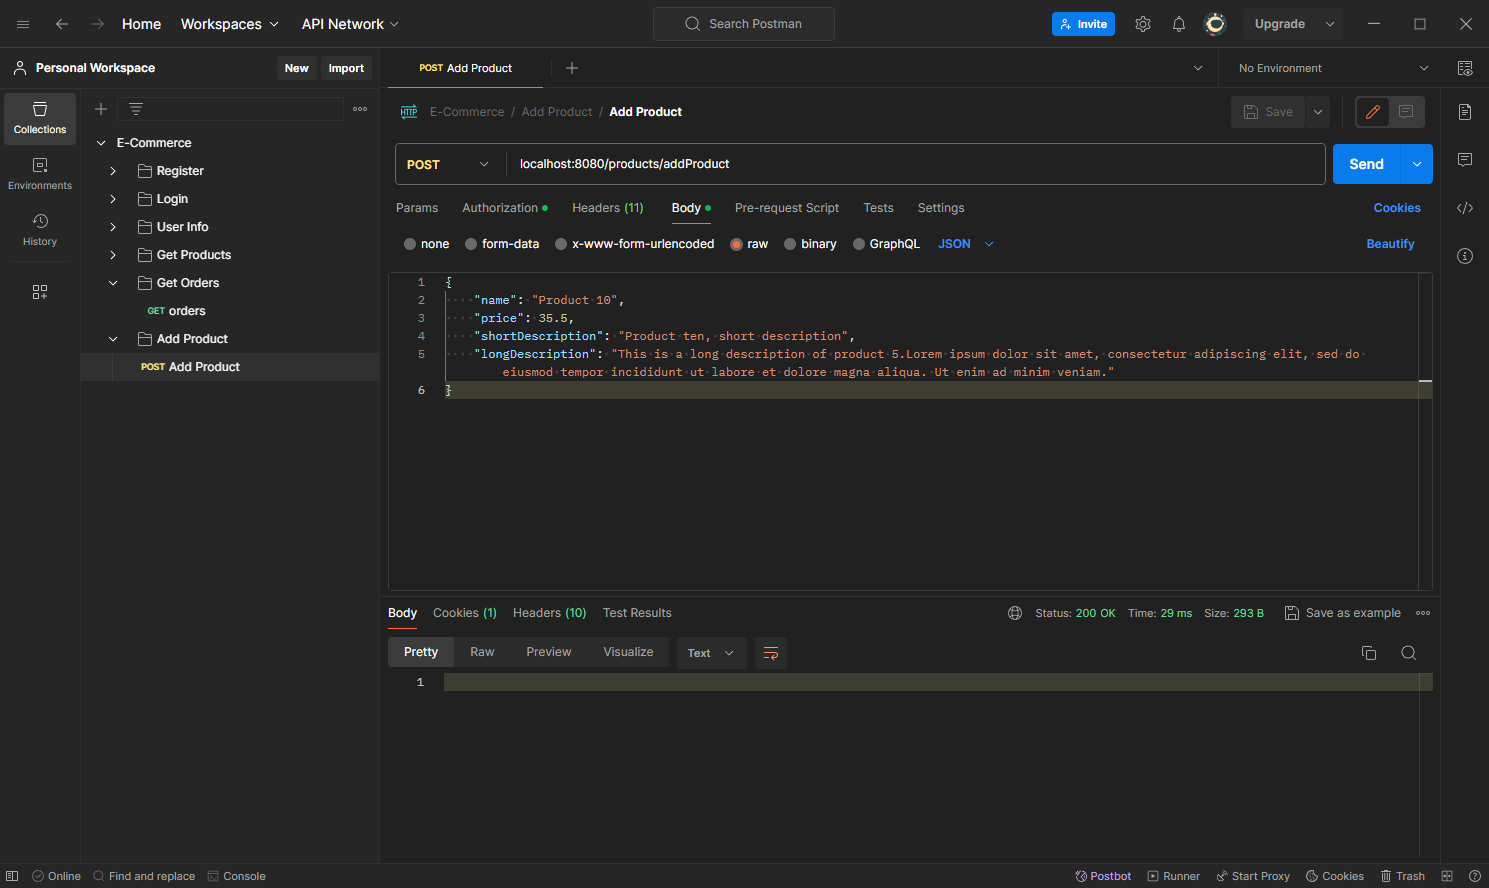 Home Workspaces API Network Search Postman Invite Upgrade
Personal Workspace New Import POST Add Product No Environment
Collections
Environments
History
E-Commerce
Register
Login
User Info
Get Products
Get Orders
GET orders
Add Product
POST Add Product
HTTP E-Commerce / Add Product / Add Product Save
POST localhost:8080/products/addProduct Send
Params Authorization Headers (11) Body Pre-request Script Tests Settings Cookies
none form-data x-www-form-urlencoded raw binary GraphQL JSON Beautify
1 {
2 "name": "Product 10",
3 "price": 35.5,
4 "shortDescription": "Product ten, short description",
5 "longDescription": "This is a long description of product 5.Lorem ipsum dolor sit amet, consectetur adipiscing elit, sed do
eiusmod tempor incididunt ut labore et dolore magna aliqua. Ut enim ad minim veniam."
6 }
Body Cookies (1) Headers (10) Test Results Status: 200 OK Time: 29 ms Size: 293 B Save as example
Pretty Raw Preview Visualize Text
1
Online Find and replace Console Postbot Runner Start Proxy Cookies Trash